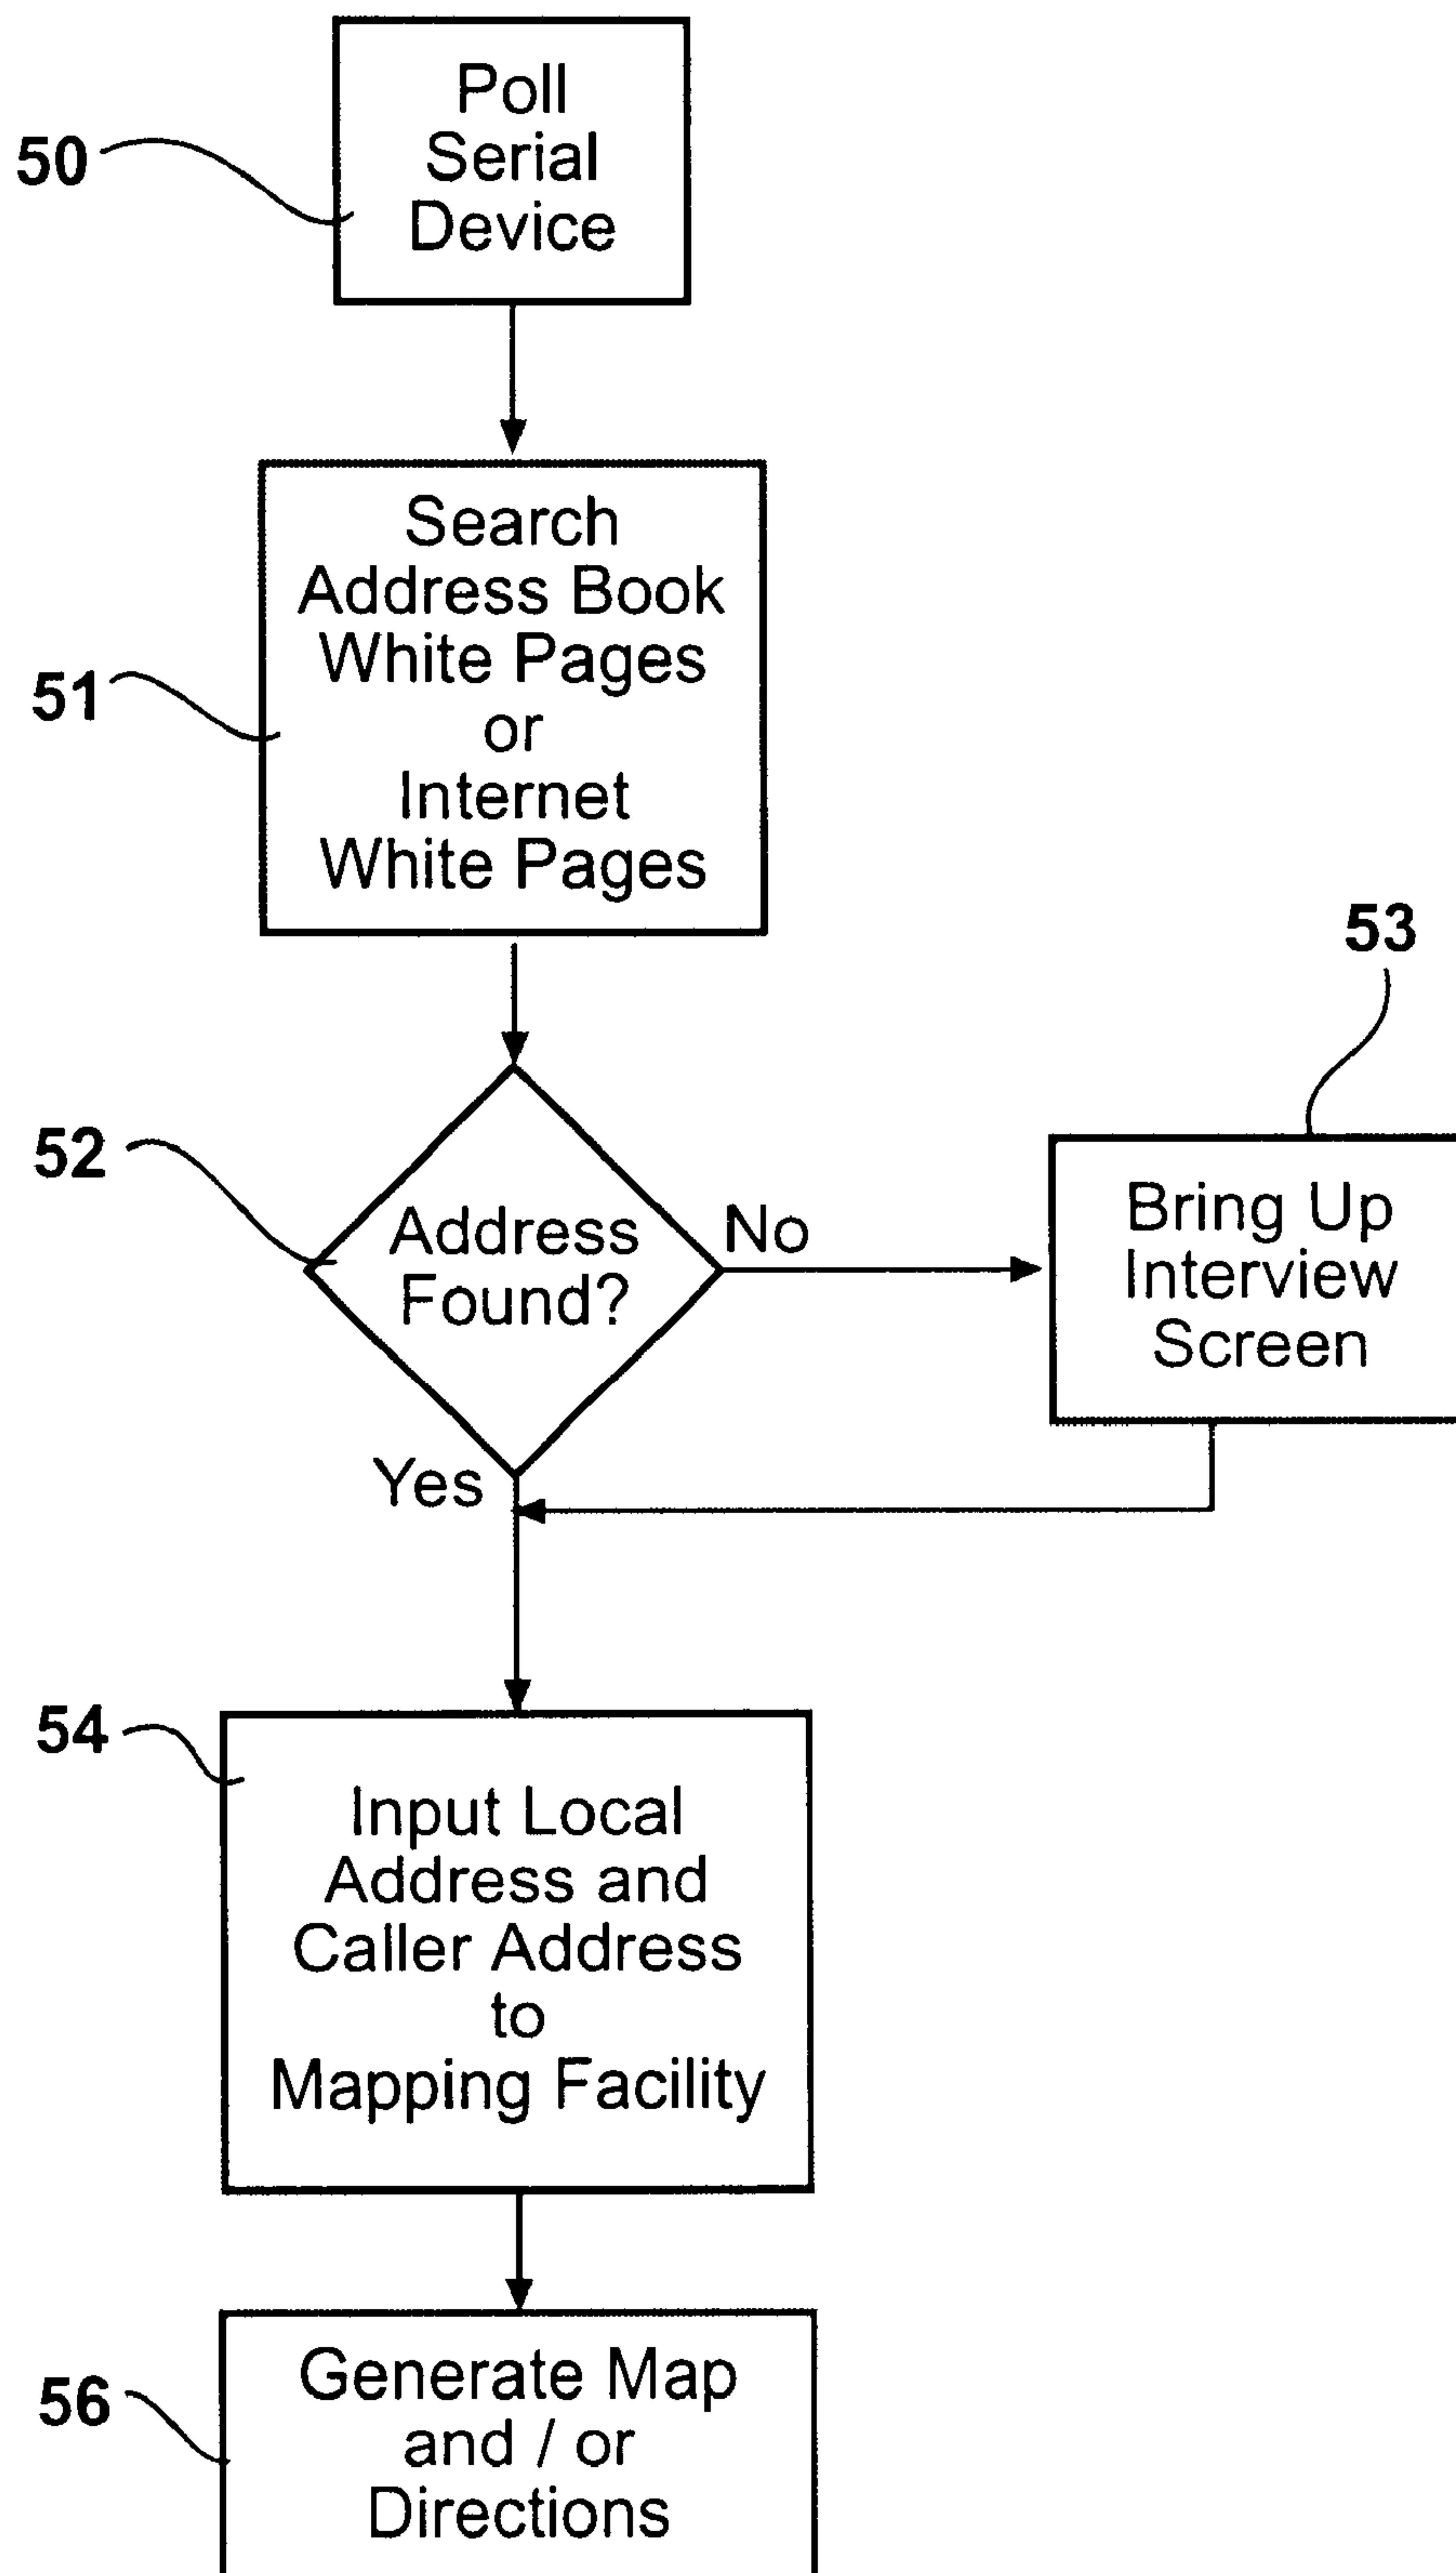 50
Poll
Serial
Device
51
Search
Address Book
White Pages
or
Internet
White Pages
52
Address
Found?
No
Yes
53
Bring Up
Interview
Screen
54
Input Local
Address and
Caller Address
to
Mapping Facility
56
Generate Map
and / or
Directions